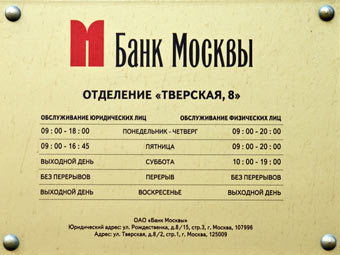 Банк Москвы
ОТДЕЛЕНИЕ «ТВЕРСКАЯ, 8»
ОБСЛУЖИВАНИЕ ЮРИДИЧЕСКИХ ЛИЦ ОБСЛУЖИВАНИЕ ФИЗИЧЕСКИХ ЛИЦ
09 : 00 - 18 : 00 ПОНЕДЕЛЬНИК - ЧЕТВЕРГ 09 : 00 - 20 : 00
09 : 00 - 16 : 45 ПЯТНИЦА 09 : 00 - 20 : 00
ВЫХОДНОЙ ДЕНЬ СУББОТА 10 : 00 - 19 : 00
БЕЗ ПЕРЕРЫВОВ ПЕРЕРЫВ БЕЗ ПЕРЕРЫВОВ
ВЫХОДНОЙ ДЕНЬ ВОСКРЕСЕНЬЕ ВЫХОДНОЙ ДЕНЬ
ОАО «Банк Москвы»
Юридический адрес: ул. Рождественка, д.8/15, стр.3, г. Москва, 107996
Адрес: ул. Тверская, д.8/2, стр.1, г. Москва, 125009